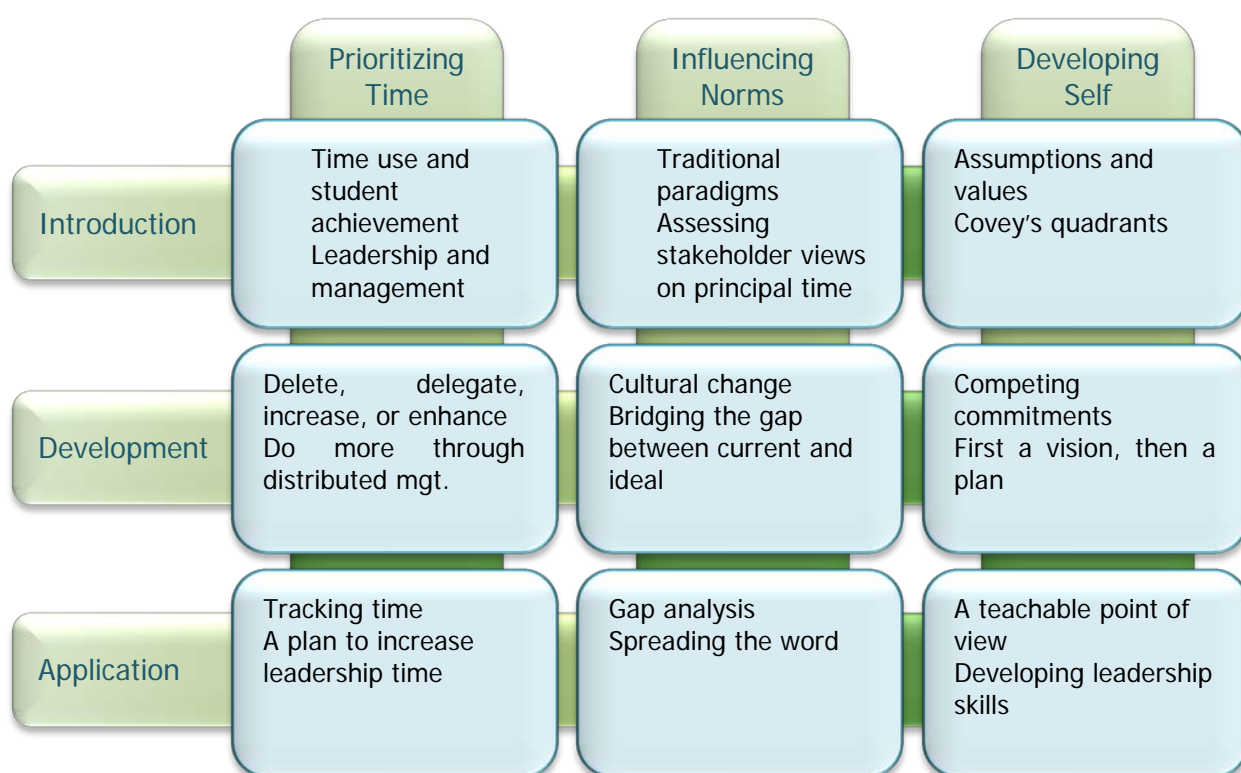 Prioritizing
Time
Influencing
Norms
Developing
Self
Introduction
Time use and
student
achievement
Leadership and
management
Traditional
paradigms
Assessing
stakeholder views
on principal time
Assumptions and
values
Covey’s quadrants
Development
Delete, delegate,
increase, or enhance
Do more through
distributed mgt.
Cultural change
Bridging the gap
between current and
ideal
Competing
commitments
First a vision, then a
plan
Application
Tracking time
A plan to increase
leadership time
Gap analysis
Spreading the word
A teachable point of
view
Developing leadership
skills